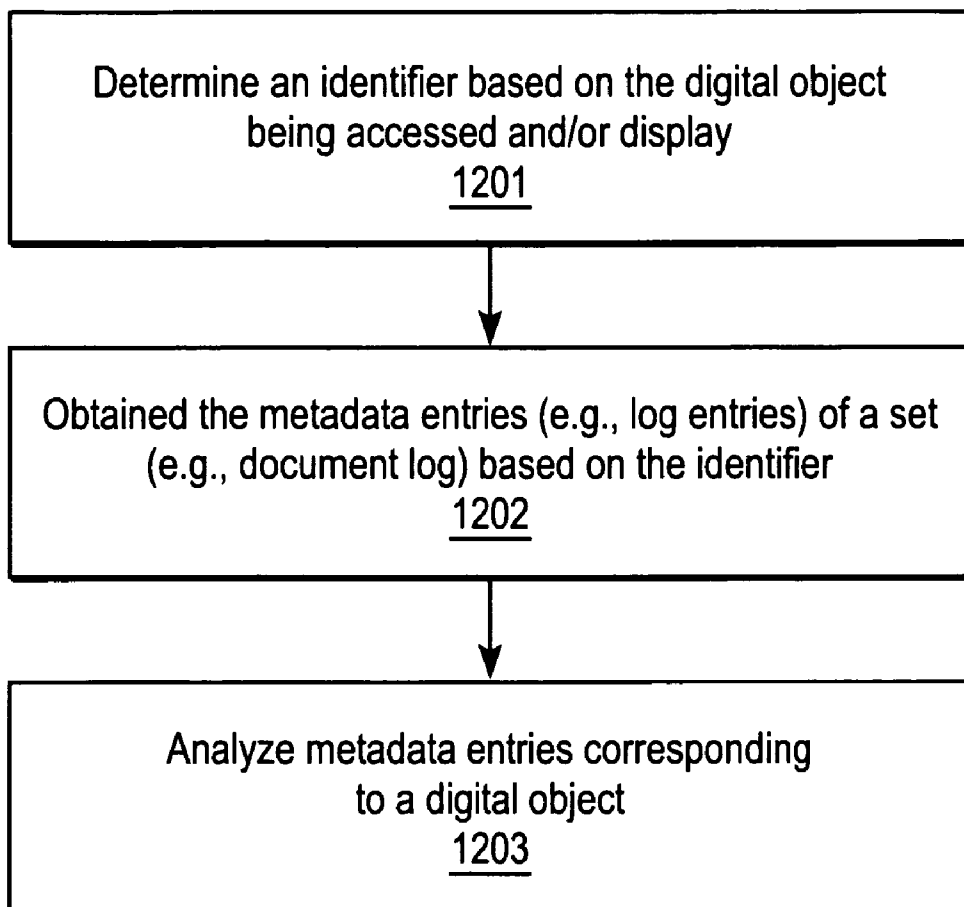 Determine an identifier based on the digital object
being accessed and/or display
1201
Obtained the metadata entries (e.g., log entries) of a set
(e.g., document log) based on the identifier
1202
Analyze metadata entries corresponding
to a digital object
1203